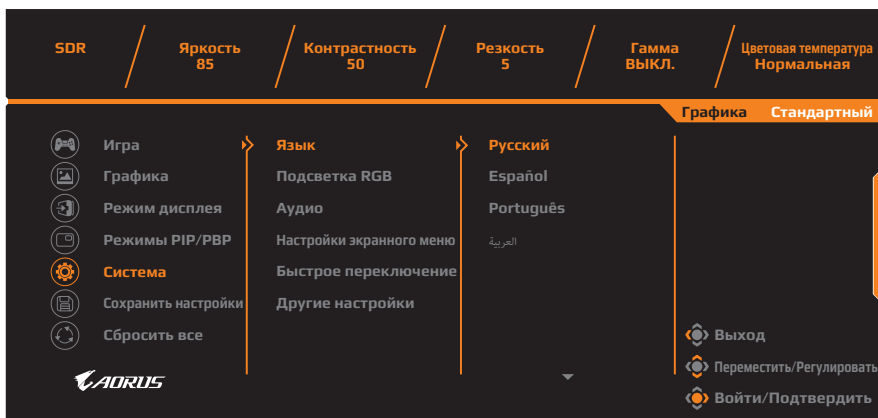 SDR
Яркость
85
Контрастность
50
Резкость
5
Гамма
ВЫКЛ.
Цветовая температура
Нормальная
Графика Стандартный
Игра
Графика
Режим дисплея
Режимы PIP/PBP
Система
Сохранить настройки
Сбросить все
Язык
Подсветка RGB
Аудио
Настройки экранного меню
Быстрое переключение
Другие настройки
Русский
Español
Português
العربية
Выход
Переместить/Регулировать
Войти/Подтвердить
AORUS